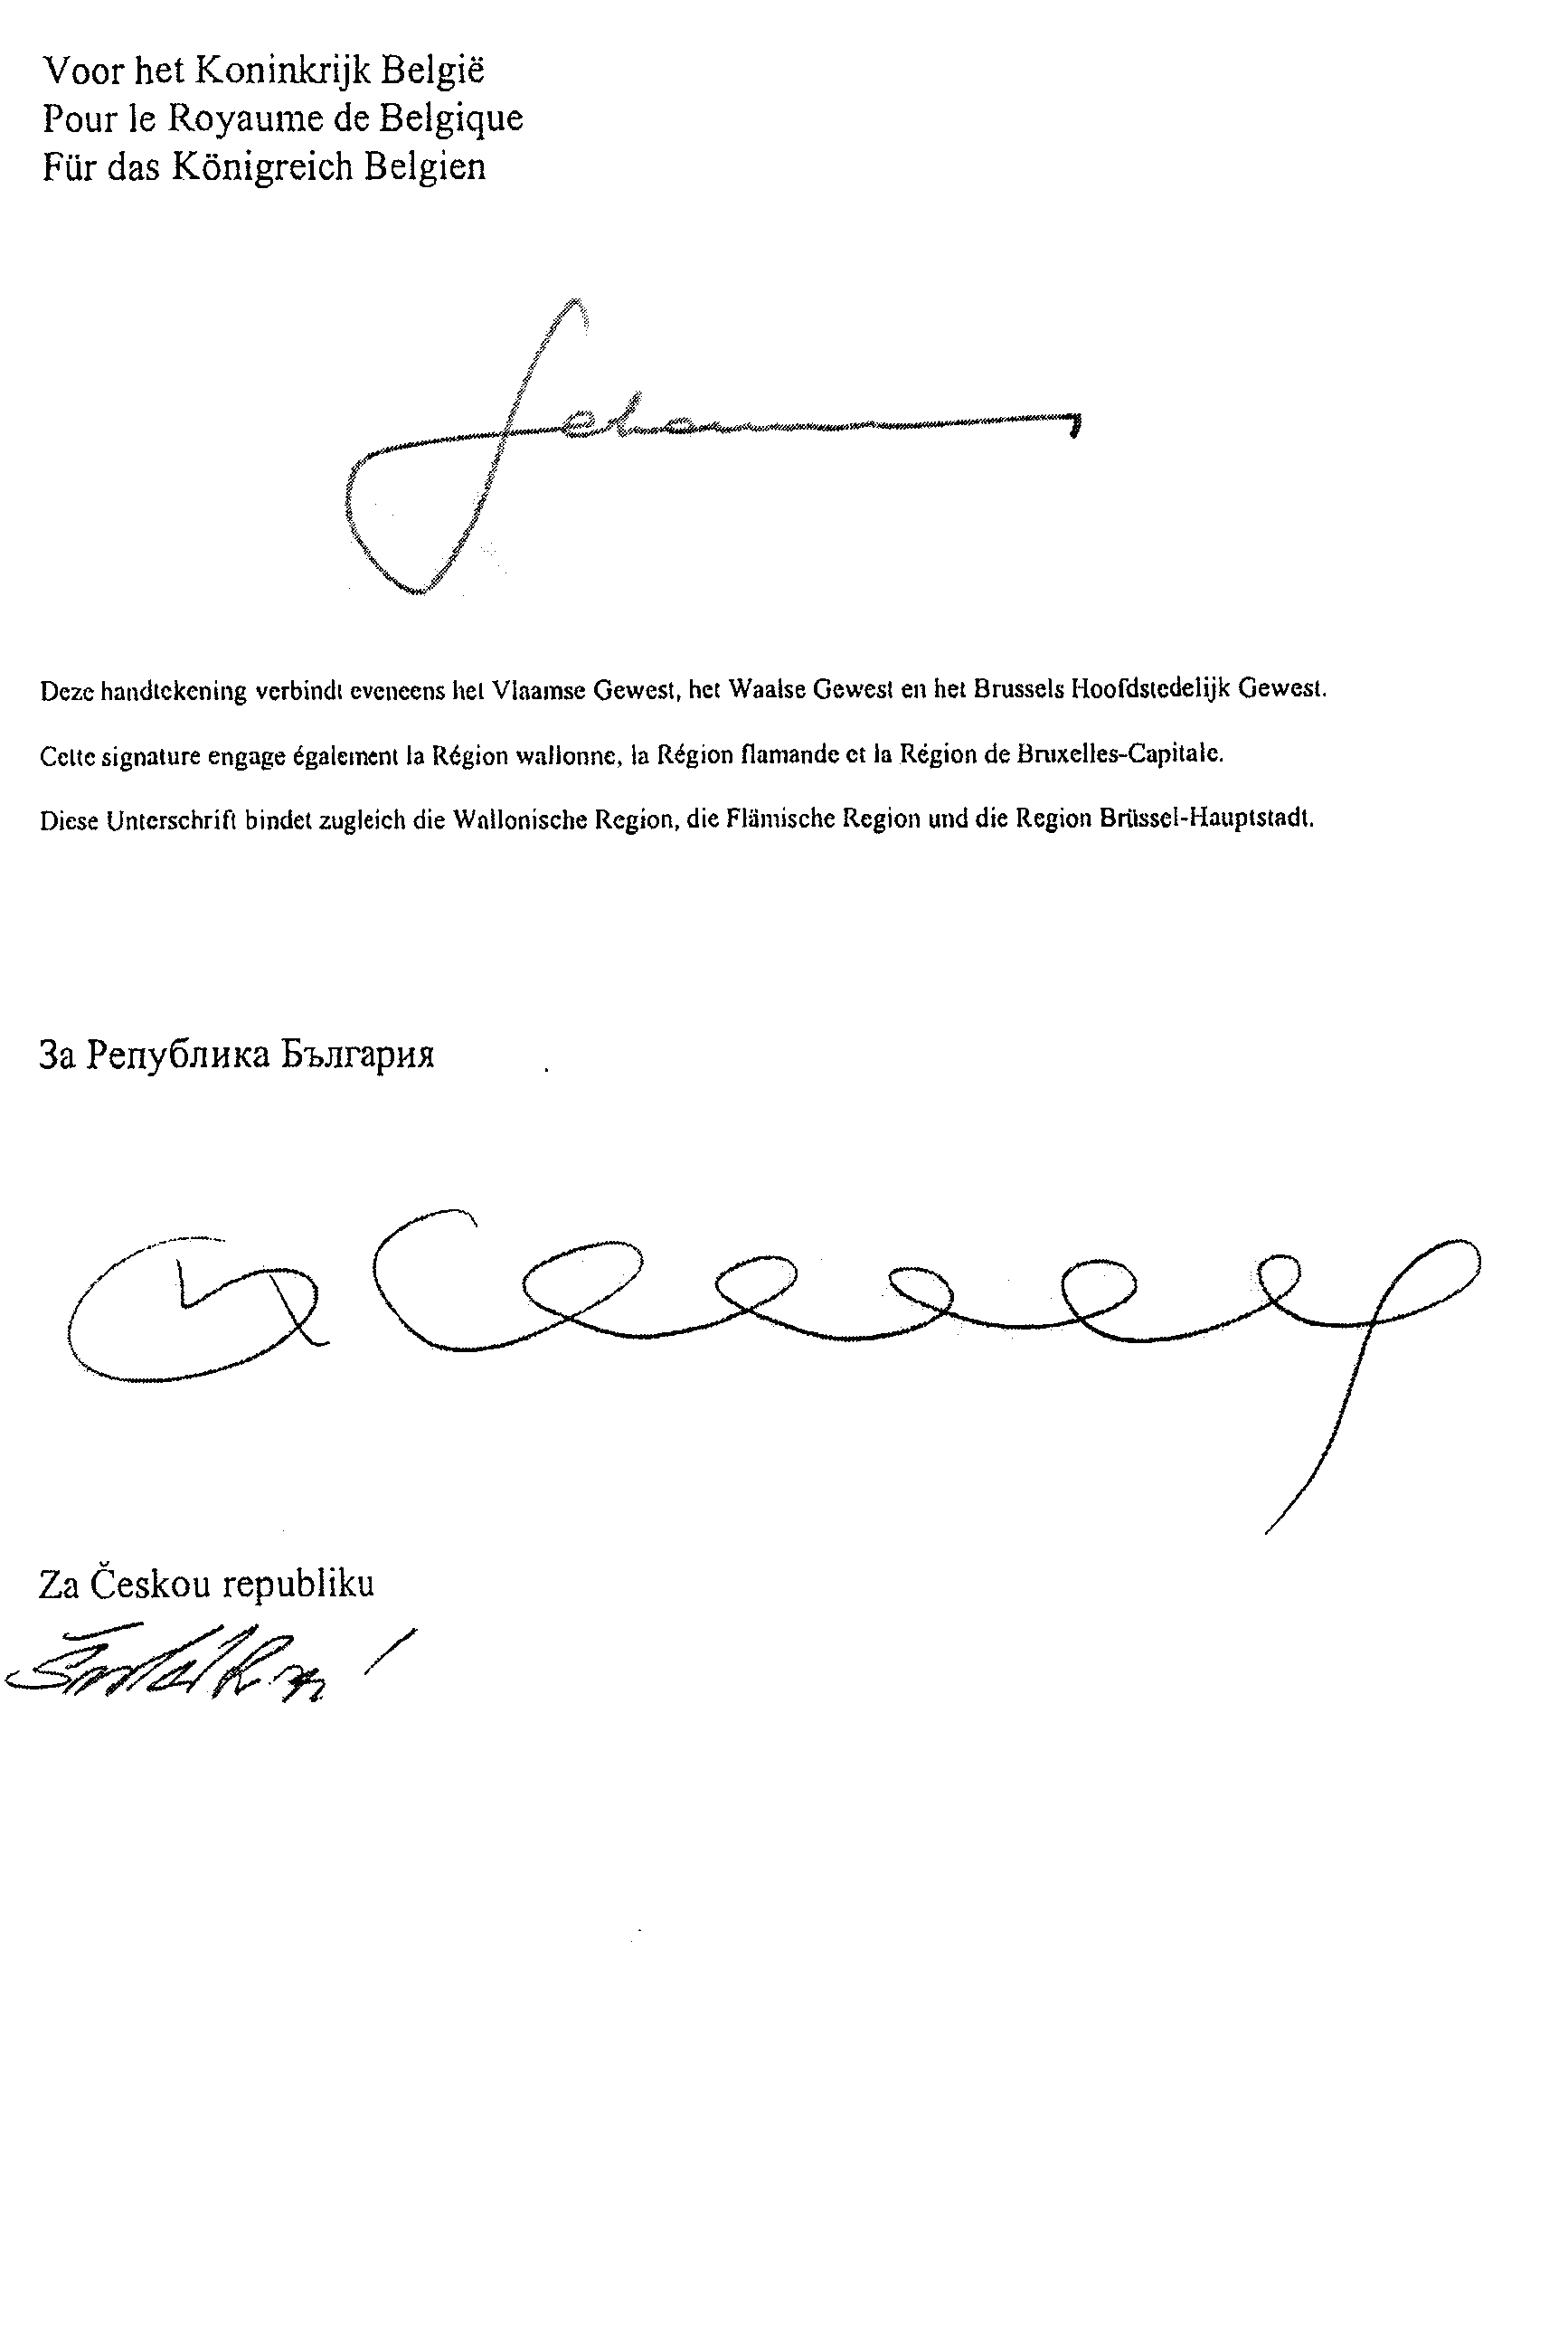 Voor het Koninkrijk België
Pour le Royaume de Belgique
Für das Königreich Belgien
Deze handtekening verbindt eveneens het Vlaamse Gewest, het Waalse Gewest en het Brussels Hoofdstedelijk Gewest.
Cette signature engage également la Région wallonne, la Région flamande et la Région de Bruxelles-Capitale.
Diese Unterschrift bindet zugleich die Wallonische Region, die Flämische Region und die Region Brüssel-Hauptstadt.
За Република България
Za Českou republiku